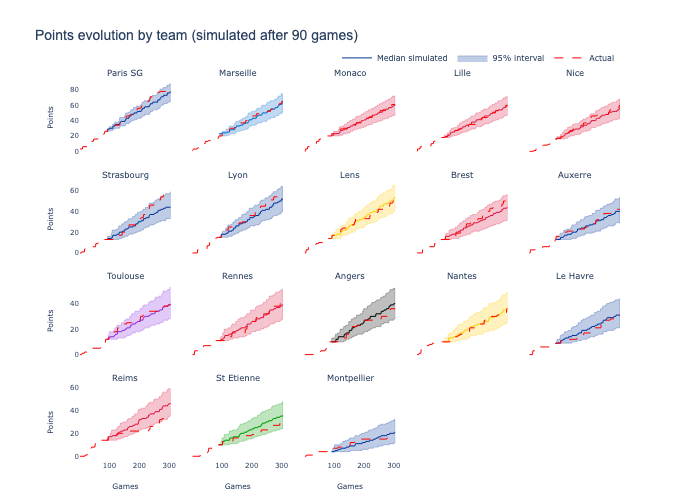 Points evolution by team (simulated after 90 games)
Median simulated 95% interval Actual
Paris SG Marseille Monaco Lille Nice
Points
80
60
40
20
0
Strasbourg Lyon Lens Brest Auxerre
Points
60
40
20
0
Toulouse Rennes Angers Nantes Le Havre
Points
40
20
0
Reims St Etienne Montpellier
Points
60
40
20
0
100 200 300 100 200 300 100 200 300
Games Games Games